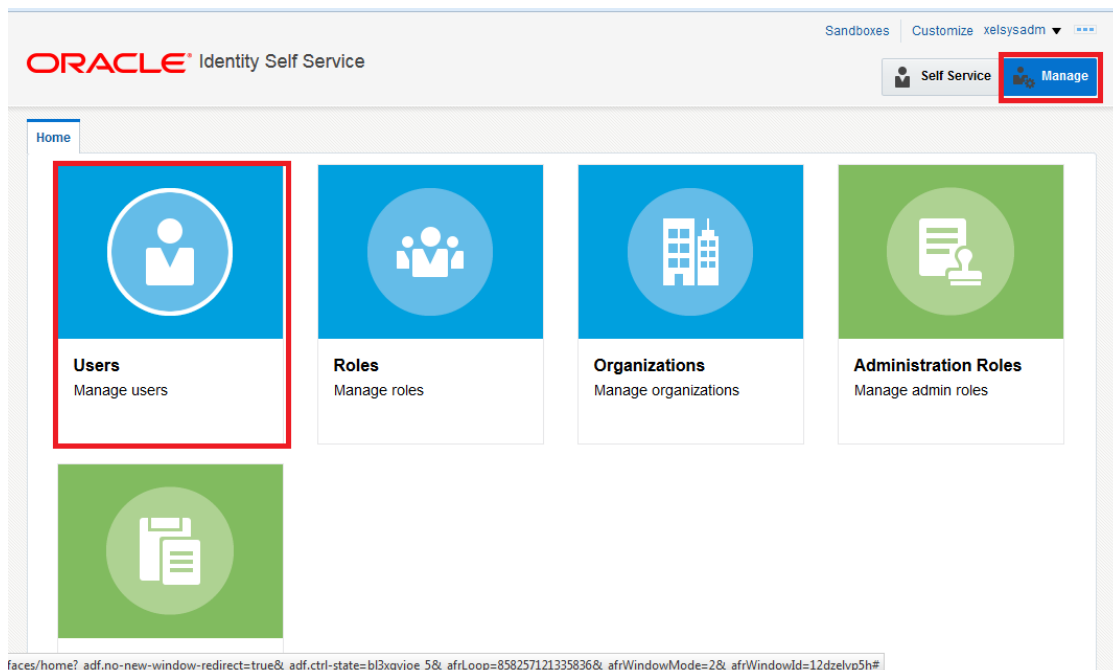 Sandboxes Customize xelsysadm
ORACLE® Identity Self Service
Self Service Manage
Home
Users
Manage users
Roles
Manage roles
Organizations
Manage organizations
Administration Roles
Manage admin roles
faces/home?_adf.no-new-window-redirect=true&_adf.ctrl-state=bl3xqvjoe_5&_afrLoop=858257121335836&_afrWindowMode=2&_afrWindowId=12dzelvp5h#